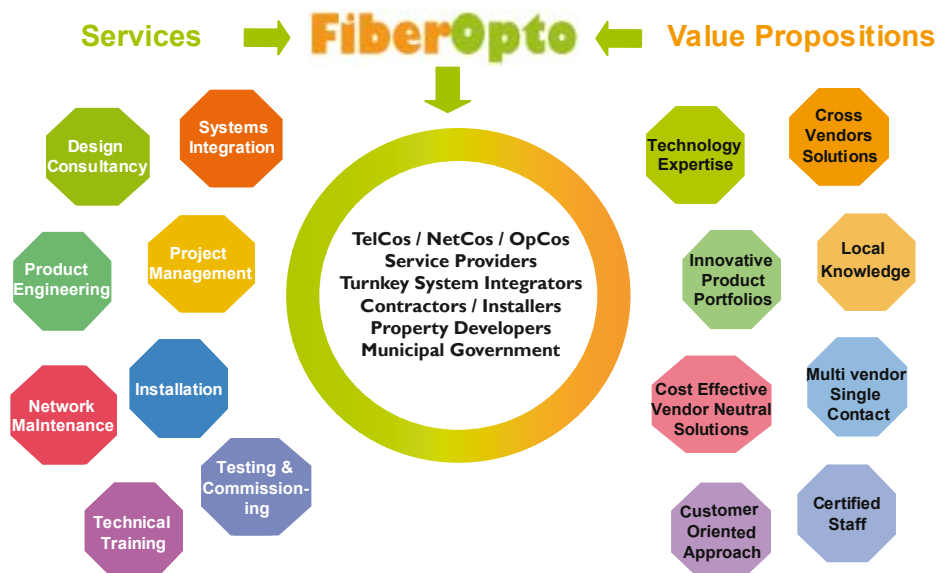 Services
FiberOpto
Value Propositions
Design
Consultancy
Systems
Integration
Product
Engineering
Project
Management
Network
MaIntenance
Installation
Testing &
Commission-
ing
Technical
Training
TelCos / NetCos / OpCos
Service Providers
Turnkey System Integrators
Contractors / Installers
Property Developers
Municipal Government
Technology
Expertise
Cross
Vendors
Solutions
Innovative
Product
Portfolios
Local
Knowledge
Cost Effective
Vendor Neutral
Solutions
Multi vendor
Single
Contact
Customer
Oriented
Approach
Certified
Staff